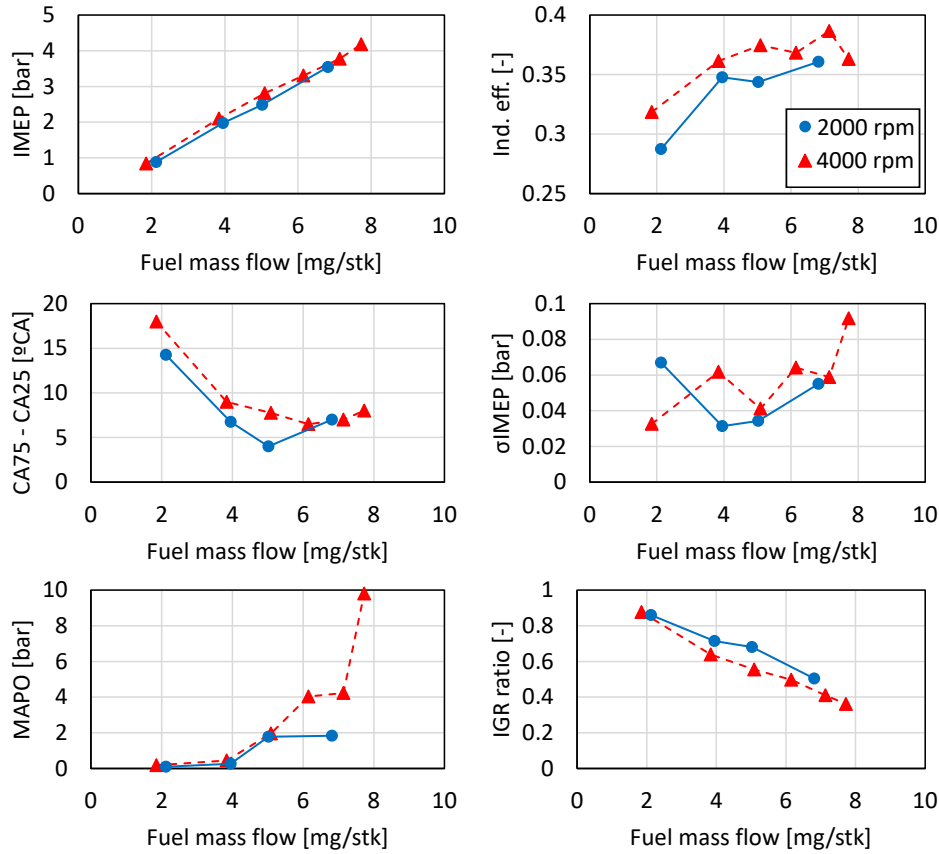 IMEP [bar]
5
4
3
2
1
0
0 2 4 6 8 10
Fuel mass flow [mg/stk]
Ind. eff. [-]
0.4
0.35
0.3
0.25
2000 rpm
4000 rpm
0 2 4 6 8 10
Fuel mass flow [mg/stk]
CA75 - CA25 [ºCA]
20
15
10
5
0
0 2 4 6 8 10
Fuel mass flow [mg/stk]
σIMEP [bar]
0.1
0.08
0.06
0.04
0.02
0
0 2 4 6 8 10
Fuel mass flow [mg/stk]
MAPO [bar]
10
8
6
4
2
0
0 2 4 6 8 10
Fuel mass flow [mg/stk]
IGR ratio [-]
1
0.8
0.6
0.4
0.2
0
0 2 4 6 8 10
Fuel mass flow [mg/stk]